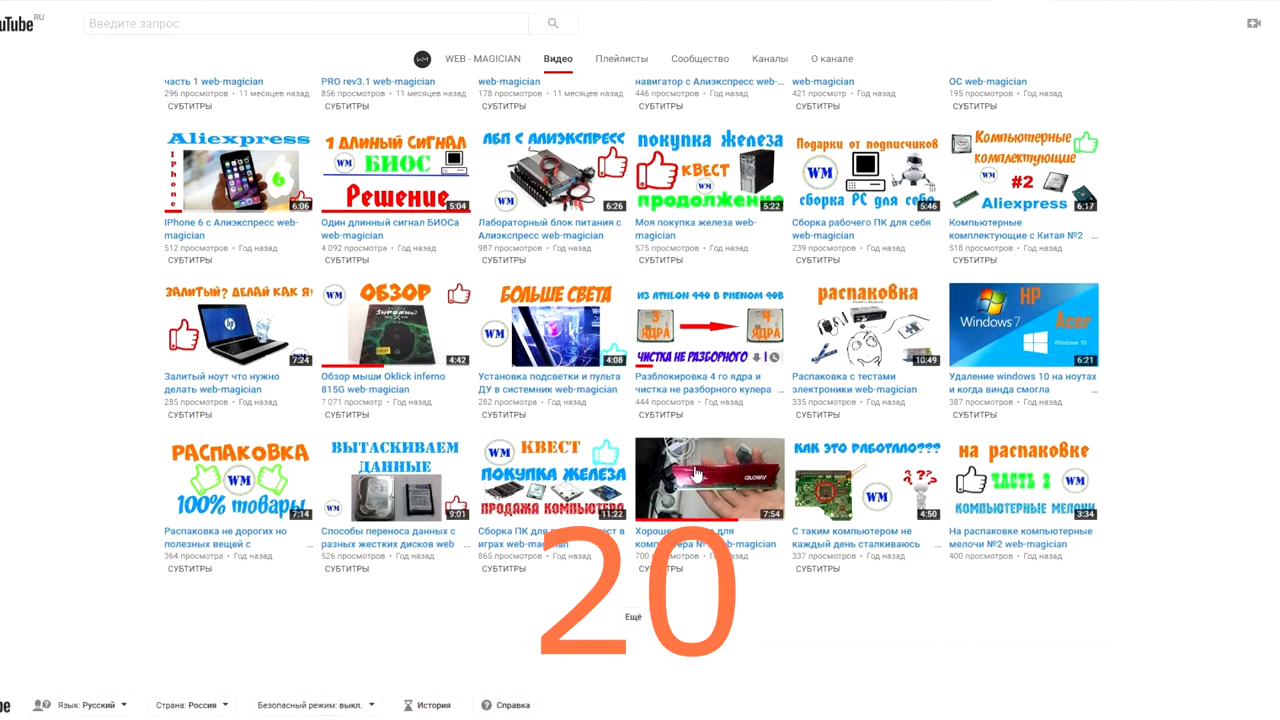 RU
Введите запрос
WEB - MAGICIAN
Видео
Плейлисты
Сообщество
Каналы
О канале
часть 1 web-magician
PRO rev3.1 web-magician
web-magician
навигатор с Алиэкспресс web-...
web-magician
ОС web-magician
296 просмотров • 11 месяцев назад
856 просмотров • 11 месяцев назад
178 просмотров • 11 месяцев назад
446 просмотров • Год назад
421 просмотр • Год назад
195 просмотров • Год назад
СУБТИТРЫ
СУБТИТРЫ
СУБТИТРЫ
СУБТИТРЫ
СУБТИТРЫ
СУБТИТРЫ
Aliexpress
IPhone
6
6:06
1 ДЛИНЫЙ СИГНАЛ
WM
БИОС
Решение
5:04
ЛБП С АЛИЭКСПРЕСС
WM
6:26
покупка железа
КВЕСТ
WM
продолжение
5:22
Подарки от подписчиков
WM
сборка РС для себя
5:46
Компьютерные
комплектующие
WM
#2
Aliexpress
6:17
IPhone 6 с Алиэкспресс web-
magician
Один длинный сигнал БИОСа
web-magician
Лабораторный блок питания с
Алиэкспресс web-magician
Моя покупка железа web-
magician
Сборка рабочего ПК для себя
web-magician
Компьютерные
комплектующие с Китая №2 ...
512 просмотров • Год назад
4 092 просмотра • Год назад
987 просмотров • Год назад
575 просмотров • Год назад
239 просмотров • Год назад
518 просмотров • Год назад
СУБТИТРЫ
СУБТИТРЫ
СУБТИТРЫ
СУБТИТРЫ
СУБТИТРЫ
СУБТИТРЫ
ЗАЛИТЫЙ? ДЕЛАЙ КАК Я!
7:24
WM
ОБЗОР
4:42
БОЛЬШЕ СВЕТА
WM
4:08
ИЗ ATHLON 440 В PHENOM 40B
3
ЯДРА
4
ЯДРА
ЧИСТКА НЕ РАЗБОРНОГО
распаковка
10:49
HP
Windows 7
Acer
Windows 10
6:21
Залитый ноут что нужно
делать web-magician
Обзор мыши Oklick inferno
815G web-magician
Установка подсветки и пульта
ДУ в системник web-magician
Разблокировка 4 го ядра и
чистка не разборного кулера ...
Распаковка с тестами
электроники web-magician
Удаление windows 10 на ноутах
и когда винда смогла
285 просмотров • Год назад
7 071 просмотр • Год назад
282 просмотра • Год назад
444 просмотра • Год назад
335 просмотров • Год назад
387 просмотров • Год назад
СУБТИТРЫ
СУБТИТРЫ
СУБТИТРЫ
СУБТИТРЫ
СУБТИТРЫ
СУБТИТРЫ
РАСПАКОВКА
WM
100% товары
7:14
ВЫТАСКИВАЕМ
ДАННЫЕ
WM
9:01
WM
КВЕСТ
ПОКУПКА ЖЕЛЕЗА
ПРОДАЖА КОМПЬЮТЕРА
11:22
GLOWAY
7:54
КАК ЭТО РАБОТАЛО???
WM
? ??
4:50
на распаковке
ЧАСТЬ 2
WM
КОМПЬЮТЕРНЫЕ МЕЛОЧИ
3:34
Распаковка не дорогих но
полезных вещей с ...
Способы переноса данных с
разных жестких дисков web ...
Сборка ПК для
играх web-magician
компьютера web-magician
С таким компьютером не
каждый день сталкиваюсь ...
На распаковке компьютерные
мелочи №2 web-magician
364 просмотра • Год назад
526 просмотров • Год назад
865 просмотров • Год назад
Год назад
337 просмотров • Год назад
400 просмотров • Год назад
СУБТИТРЫ
СУБТИТРЫ
СУБТИТРЫ
СУБТИТРЫ
20
Ещё
Язык: Русский
Страна: Россия
Безопасный режим: выкл.
История
Справка